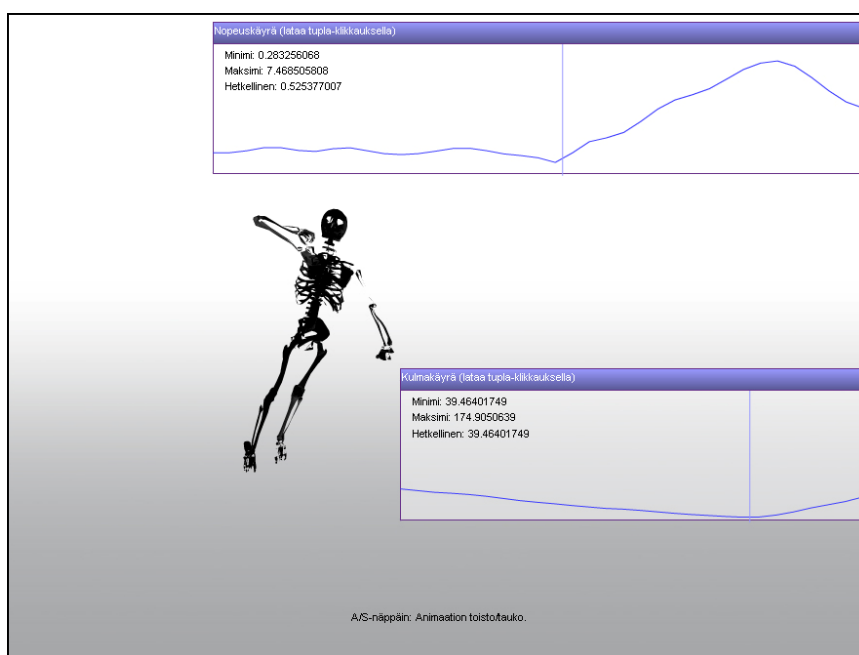 Nopeuskäyrä (lataa tupla-klikkauksella)
Minimi: 0.283256068
Maksimi: 7.468505808
Hetkellinen: 0.525377007
Kulmakäyrä (lataa tupla-klikkauksella)
Minimi: 39.46401749
Maksimi: 174.9050639
Hetkellinen: 39.46401749
A/S-näppäin: Animaation toisto/tauko.